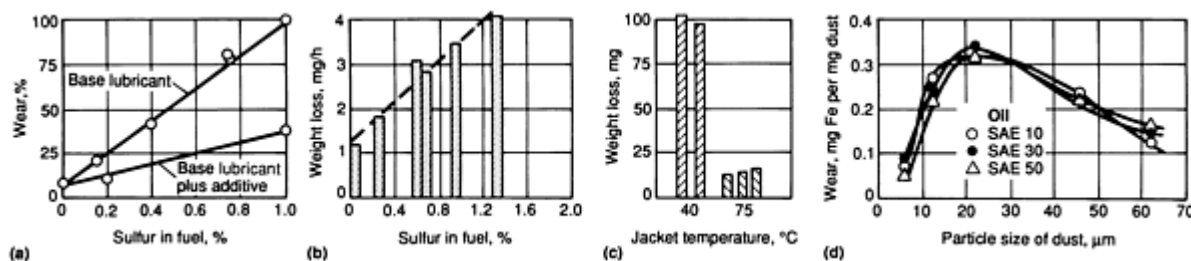 100
75
50
25
0
Wear, %
Base lubricant
Base lubricant
plus additive
0 0.2 0.4 0.6 0.8 1.0
Sulfur in fuel, %
(a)
4
3
2
1
0
Weight loss, mg/h
0.4 0.8 1.2 1.6 2.0
Sulfur in fuel, %
(b)
100
75
50
25
0
Weight loss, mg
40 75
Jacket temperature, °C
(c)
0.4
0.3
0.2
0.1
0
Wear, mg Fe per mg dust
Oil
SAE 10
SAE 30
SAE 50
0 10 20 30 40 50 60 70
Particle size of dust, µm
(d)